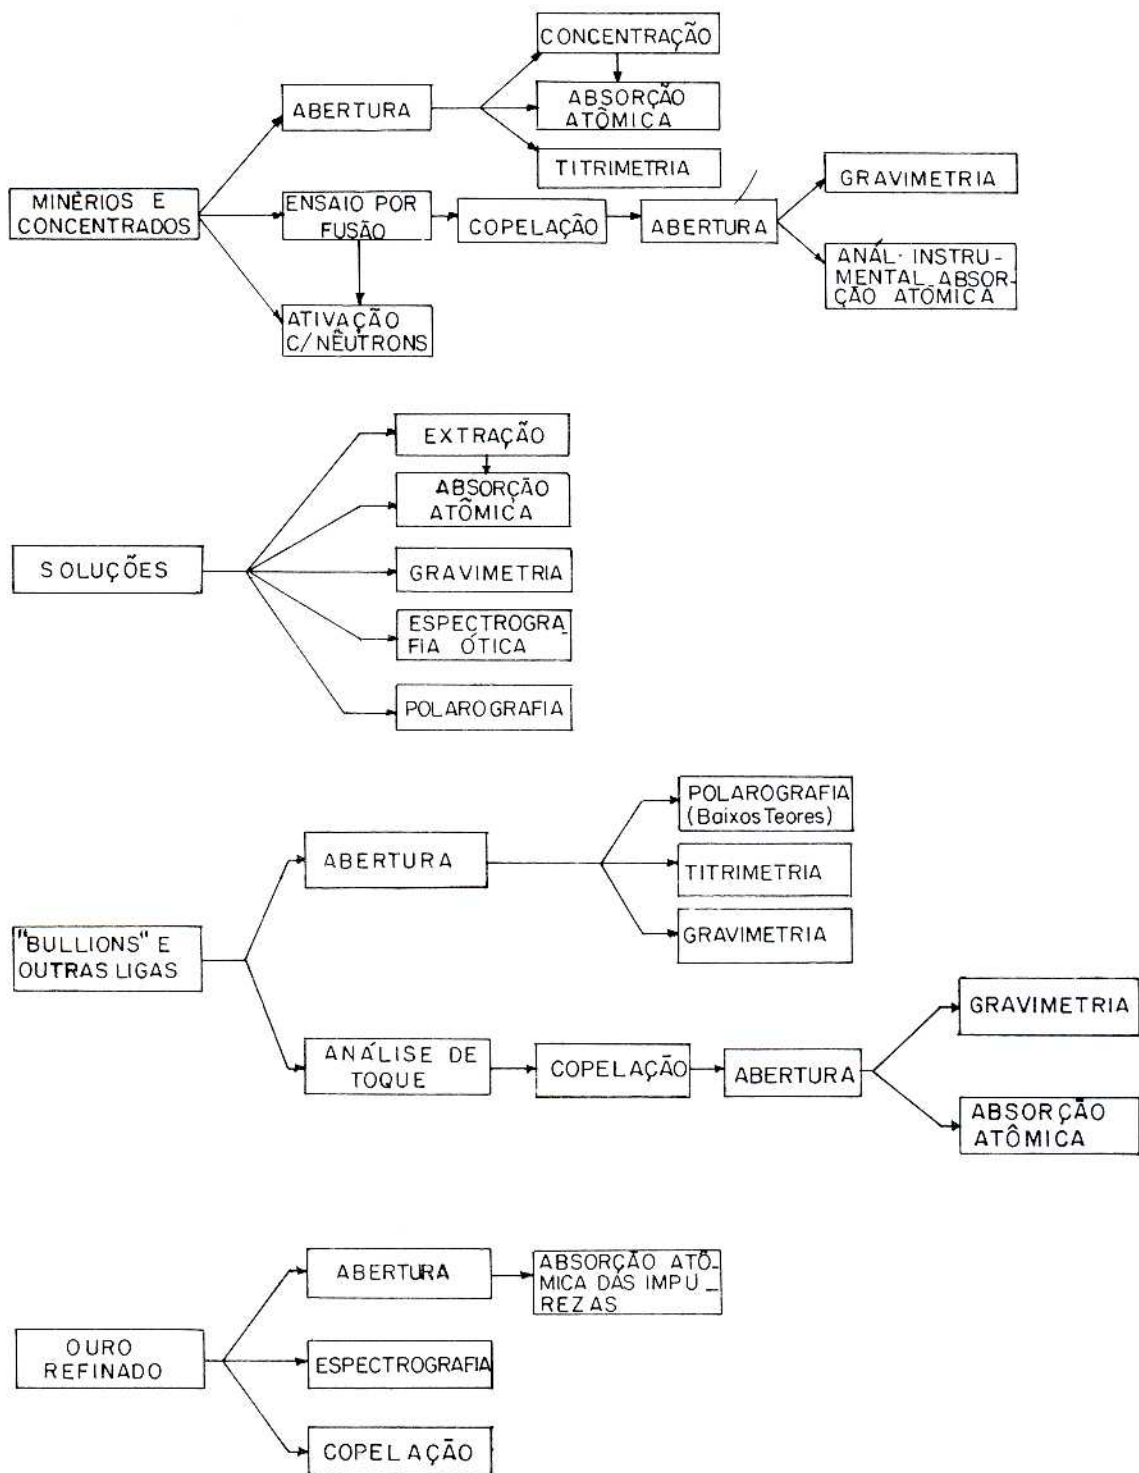 CONCENTRAÇÃO
ABERTURA
ABSORÇÃO
ATÔMICA
TITRIMETRIA
MINÉRIOS E
CONCENTRADOS
ENSAIO POR
FUSÃO
COPELAÇÃO
ABERTURA
GRAVIMETRIA
ANÁL. INSTRU-
MENTAL ABSOR-
ÇÃO ATÔMICA
ATIVAÇÃO
C/NÊUTRONS
EXTRAÇÃO
ABSORÇÃO
ATÔMICA
SOLUÇÕES
GRAVIMETRIA
ESPECTROGRA-
FIA ÓTICA
POLAROGRAFIA
POLAROGRAFIA
(Baixos Teores)
ABERTURA
TITRIMETRIA
GRAVIMETRIA
"BULLIONS" E
OUTRAS LIGAS
ANÁLISE DE
TOQUE
COPELAÇÃO
ABERTURA
GRAVIMETRIA
ABSORÇÃO
ATÔMICA
ABERTURA
ABSORÇÃO ATÔ-
MICA DAS IMPU_
REZAS
OURO
REFINADO
ESPECTROGRAFIA
COPELAÇÃO